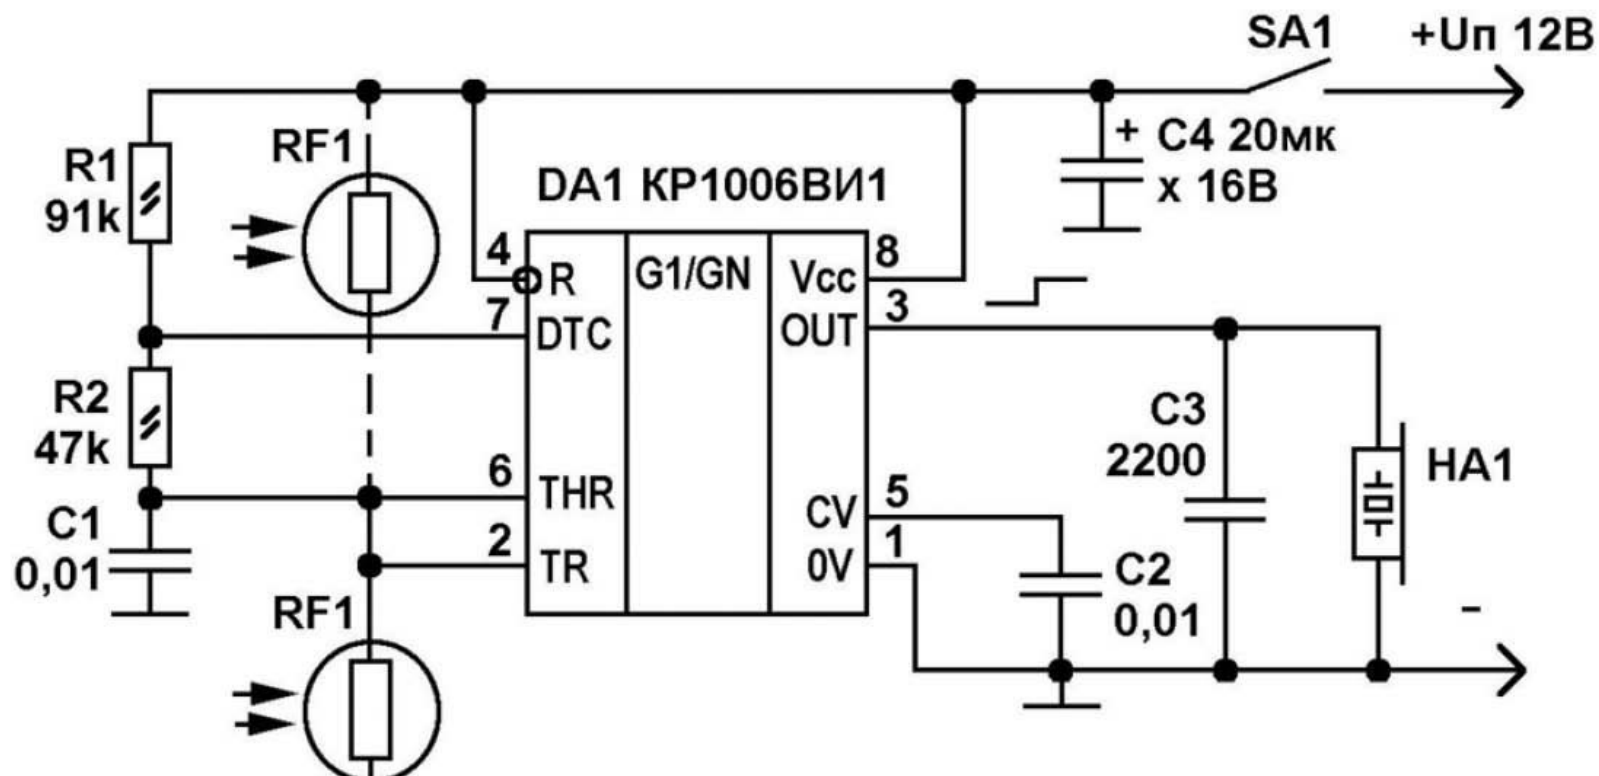 SA1
+Uп 12В
RF1
+ C4 20мк
x 16В
R1
91k
DA1 КР1006ВИ1
4
R
G1/GN
Vcc
8
7
DTC
OUT
3
R2
47k
C3
2200
HA1
6
THR
CV
5
C1
0,01
2
TR
0V
1
C2
0,01
RF1
-